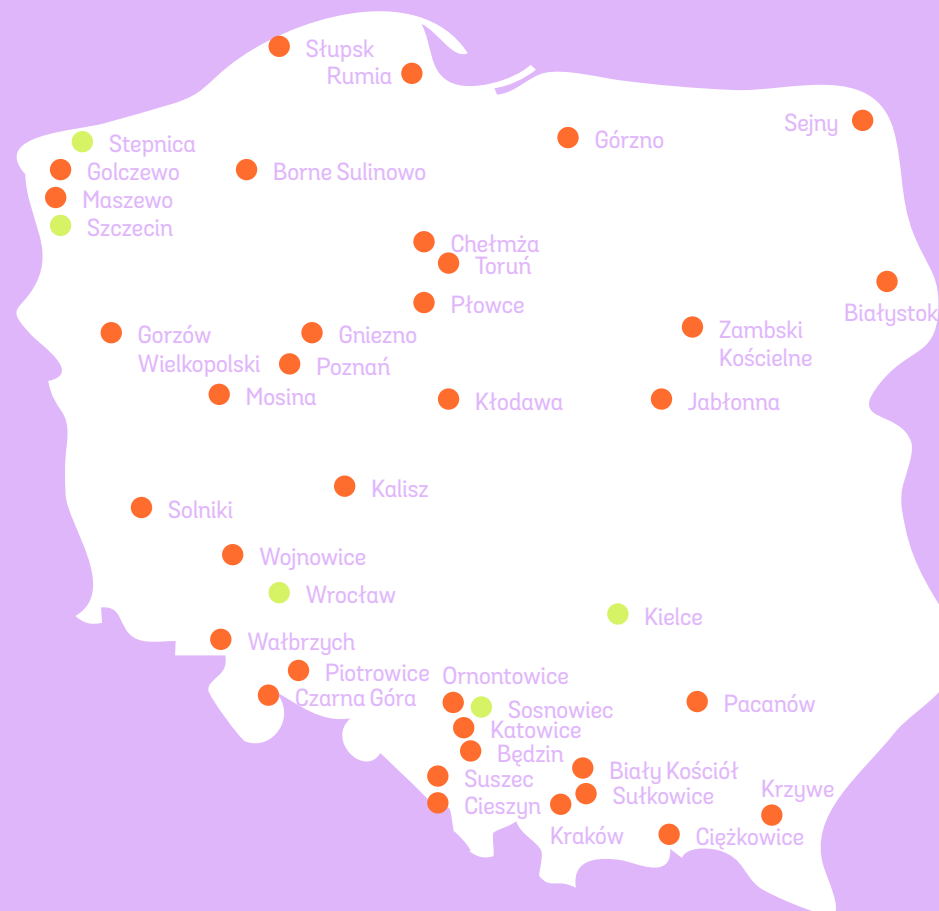 Słupsk
Rumia
Sejny
Górzno
Stepnica
Golczewo
Borne Sulinowo
Maszewo
Szczecin
Chełmża
Toruń
Płowce
Białystok
Gorzów
Wielkopolski
Gniezno
Zambski
Kościelne
Poznań
Mosina
Kłodawa
Jabłonna
Kalisz
Solniki
Wojnowice
Wrocław
Kielce
Wałbrzych
Piotrowice
Ornontowice
Czarna Góra
Sosnowiec
Pacanów
Katowice
Będzin
Suszec
Biały Kościół
Cieszyn
Sułkowice
Krzywe
Kraków
Ciężkowice